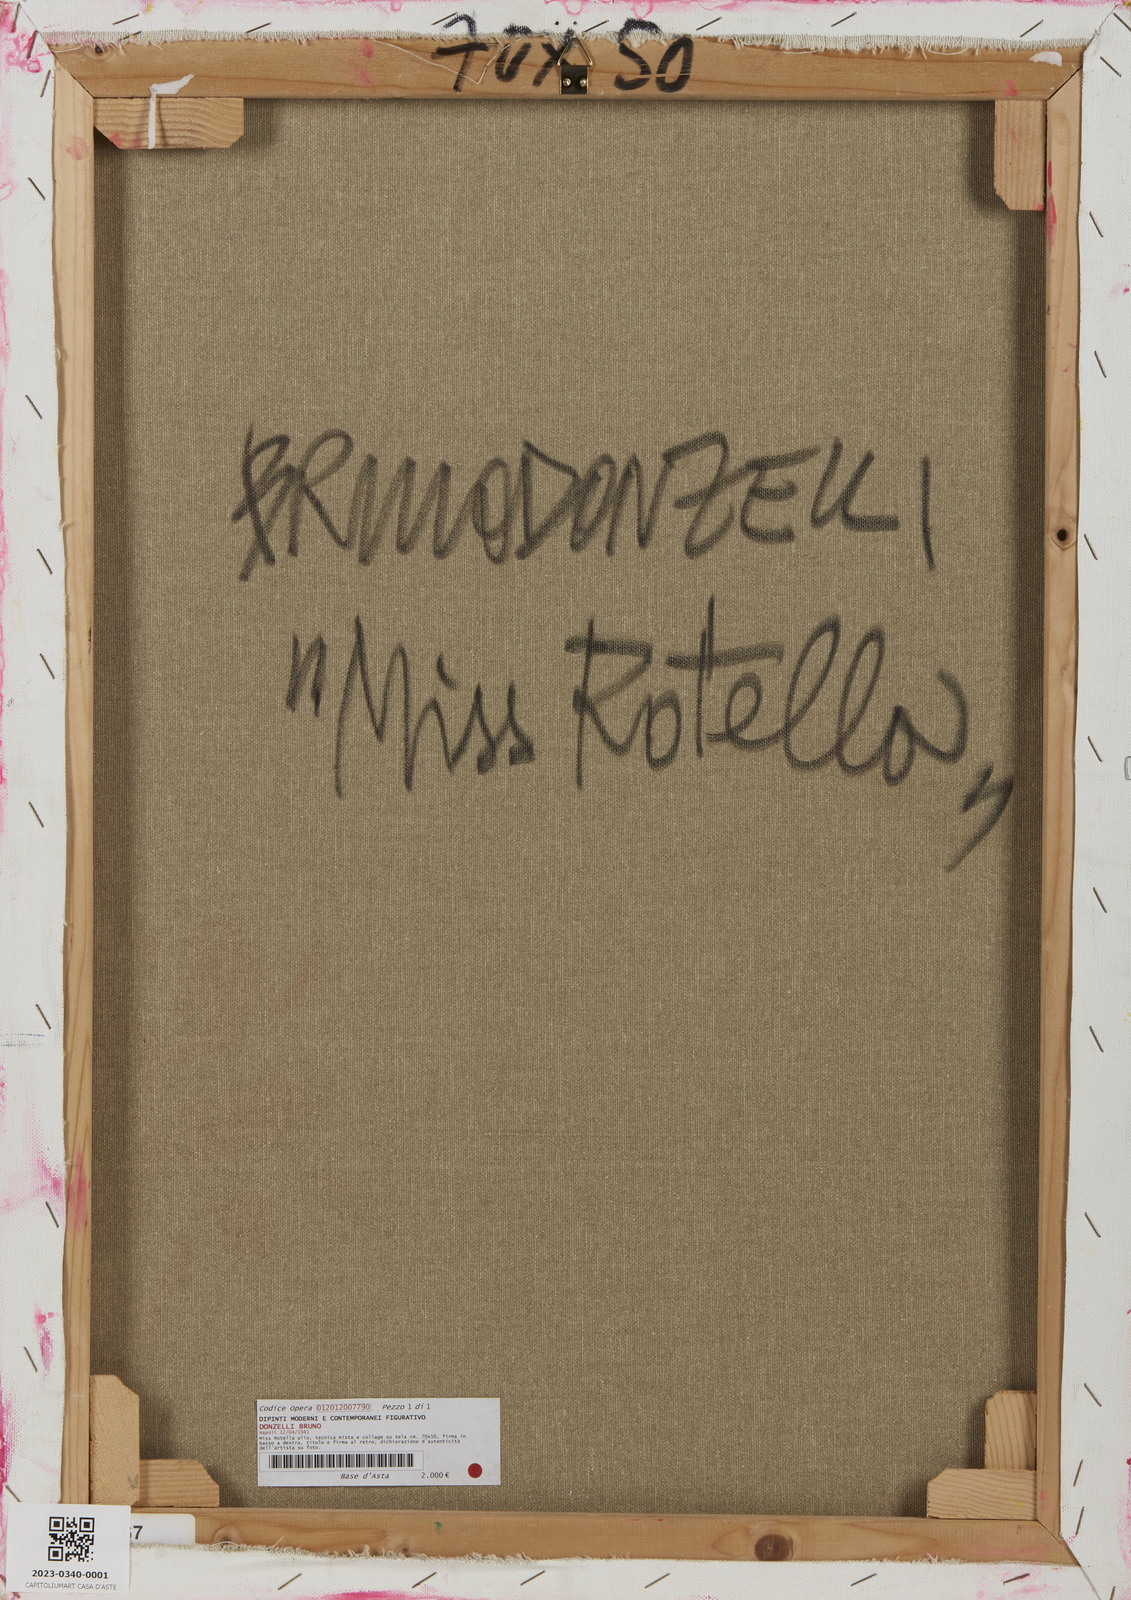 70x50
BRUNODONZELLI
"Miss Rotella"
Codice Opera 012012007790 Pezzo 1 di 1
DIPINTI MODERNI E CONTEMPORANEI FIGURATIVO
DONZELLI BRUNO
Napoli 12/04/1941
Miss Rotella olio, tecnica mista e collage su tela cm. 70x50, firma in
basso a destra, titolo e firma al retro, dichiarazione d'autenticità
dell'artista su foto.
Base d'Asta 2.000 €
7
2023-0340-0001
CAPITOLIUMART CASA D'ASTE